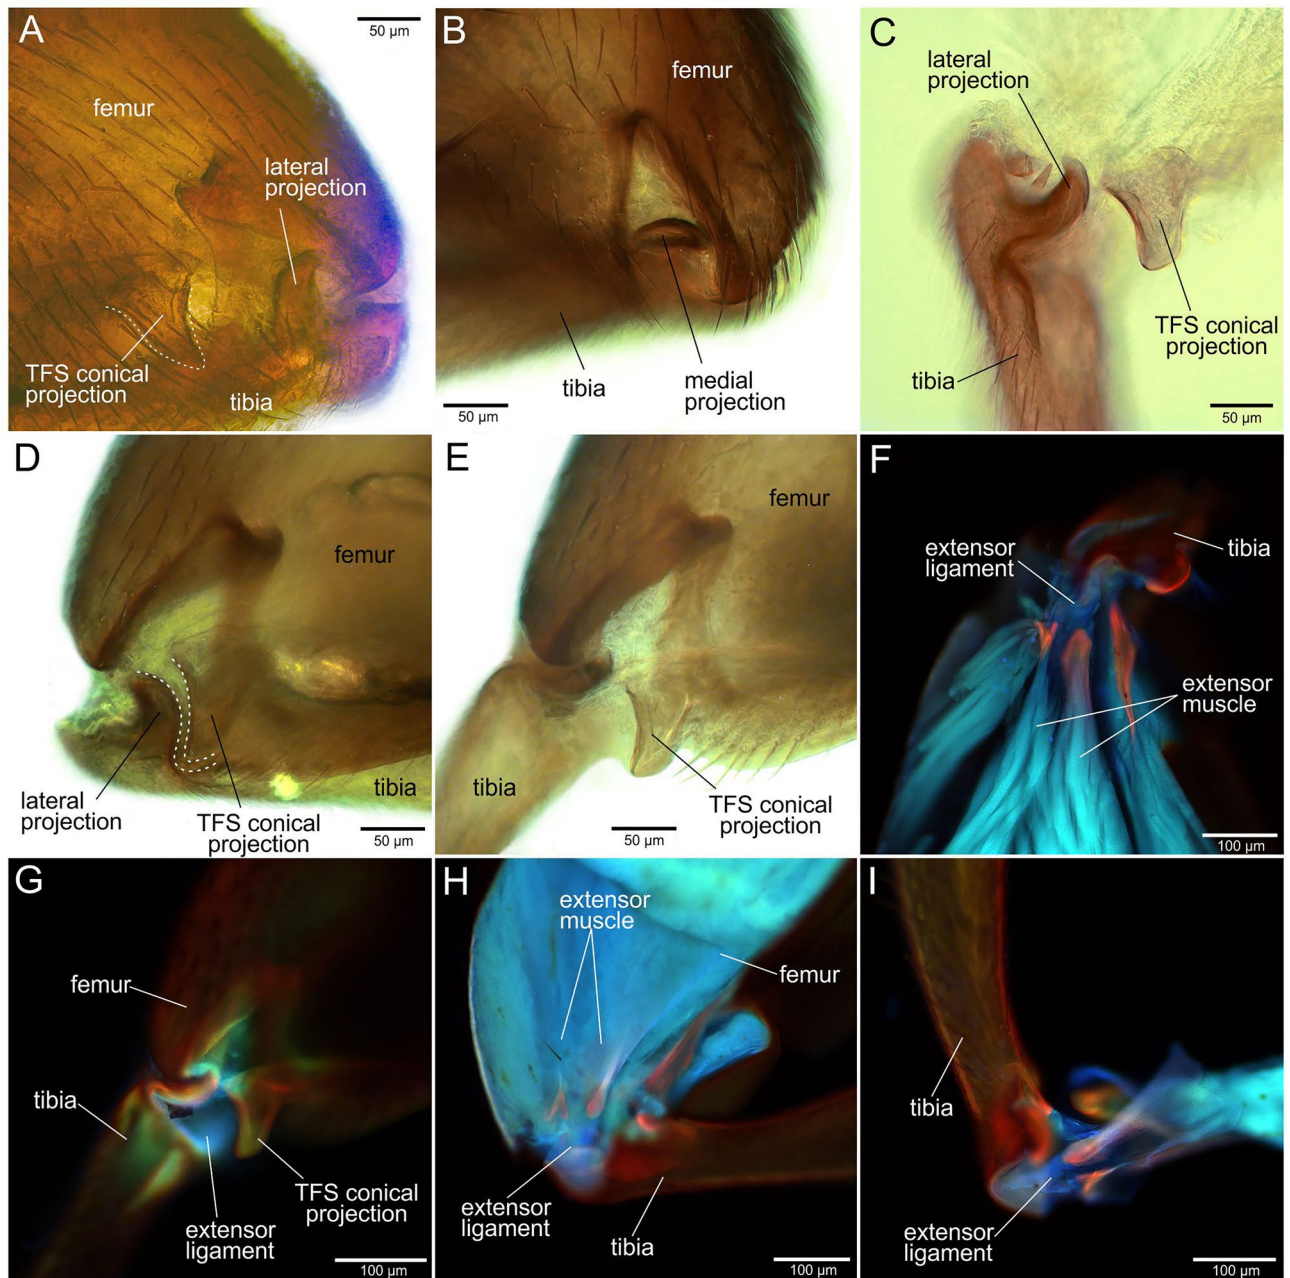 A
50 µm
femur
lateral
projection
TFS conical
projection
tibia
B
femur
tibia
medial
projection
50 µm
C
lateral
projection
TFS conical
projection
tibia
50 µm
D
femur
tibia
lateral
projection
TFS conical
projection
50 µm
E
femur
tibia
TFS conical
projection
50 µm
F
extensor
ligament
tibia
extensor
muscle
100 µm
G
femur
tibia
TFS conical
projection
extensor
ligament
100 µm
H
extensor
muscle
femur
extensor
ligament
tibia
100 µm
I
tibia
extensor
ligament
100 µm